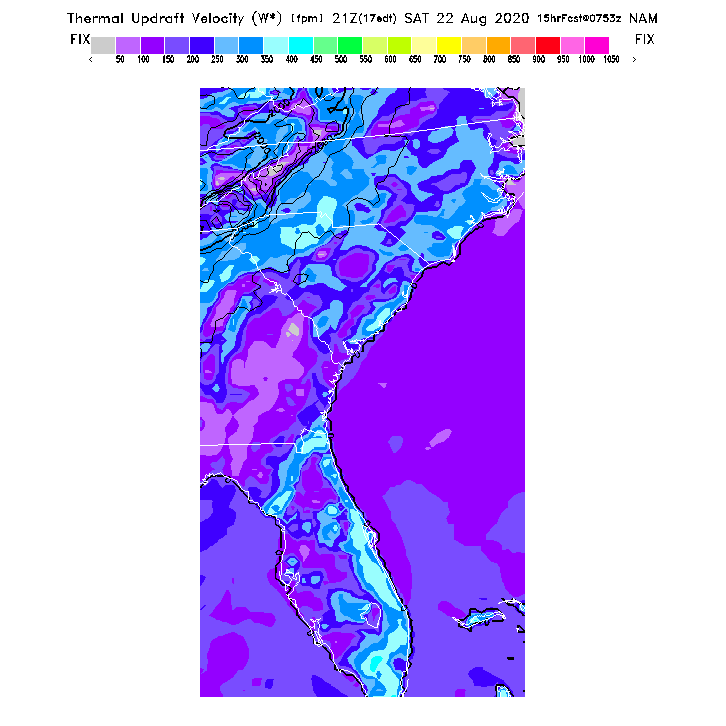 Thermal Updraft Velocity (W*) [fpm] 21Z(17edt) SAT 22 Aug 2020 15hrFcst@0753z NAM
FIX FIX
< 50 100 150 200 250 300 350 400 450 500 550 600 650 700 750 800 850 900 950 1000 1050 >